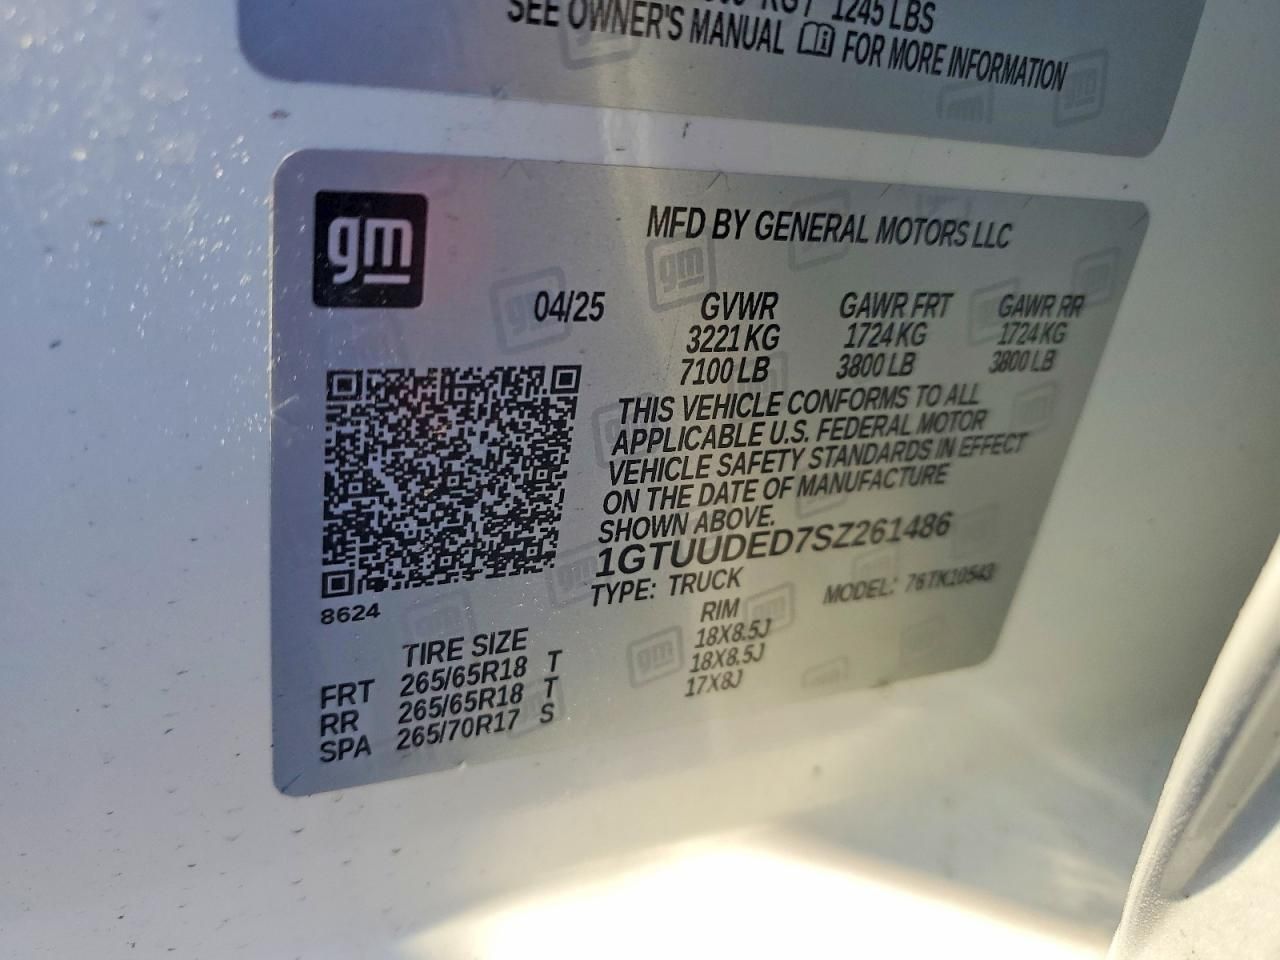 KG / 1245 LBS
SEE OWNER'S MANUAL FOR MORE INFORMATION
gm
MFD BY GENERAL MOTORS LLC
04/25 GVWR GAWR FRT GAWR RR
3221 KG 1724 KG 1724 KG
7100 LB 3800 LB 3800 LB
THIS VEHICLE CONFORMS TO ALL
APPLICABLE U.S. FEDERAL MOTOR
VEHICLE SAFETY STANDARDS IN EFFECT
ON THE DATE OF MANUFACTURE
SHOWN ABOVE.
1GTUUDED7SZ261486
TYPE: TRUCK MODEL: 76TK10543
8624
TIRE SIZE RIM
FRT 265/65R18 T 18X8.5J
RR 265/65R18 T 18X8.5J
SPA 265/70R17 S 17X8J